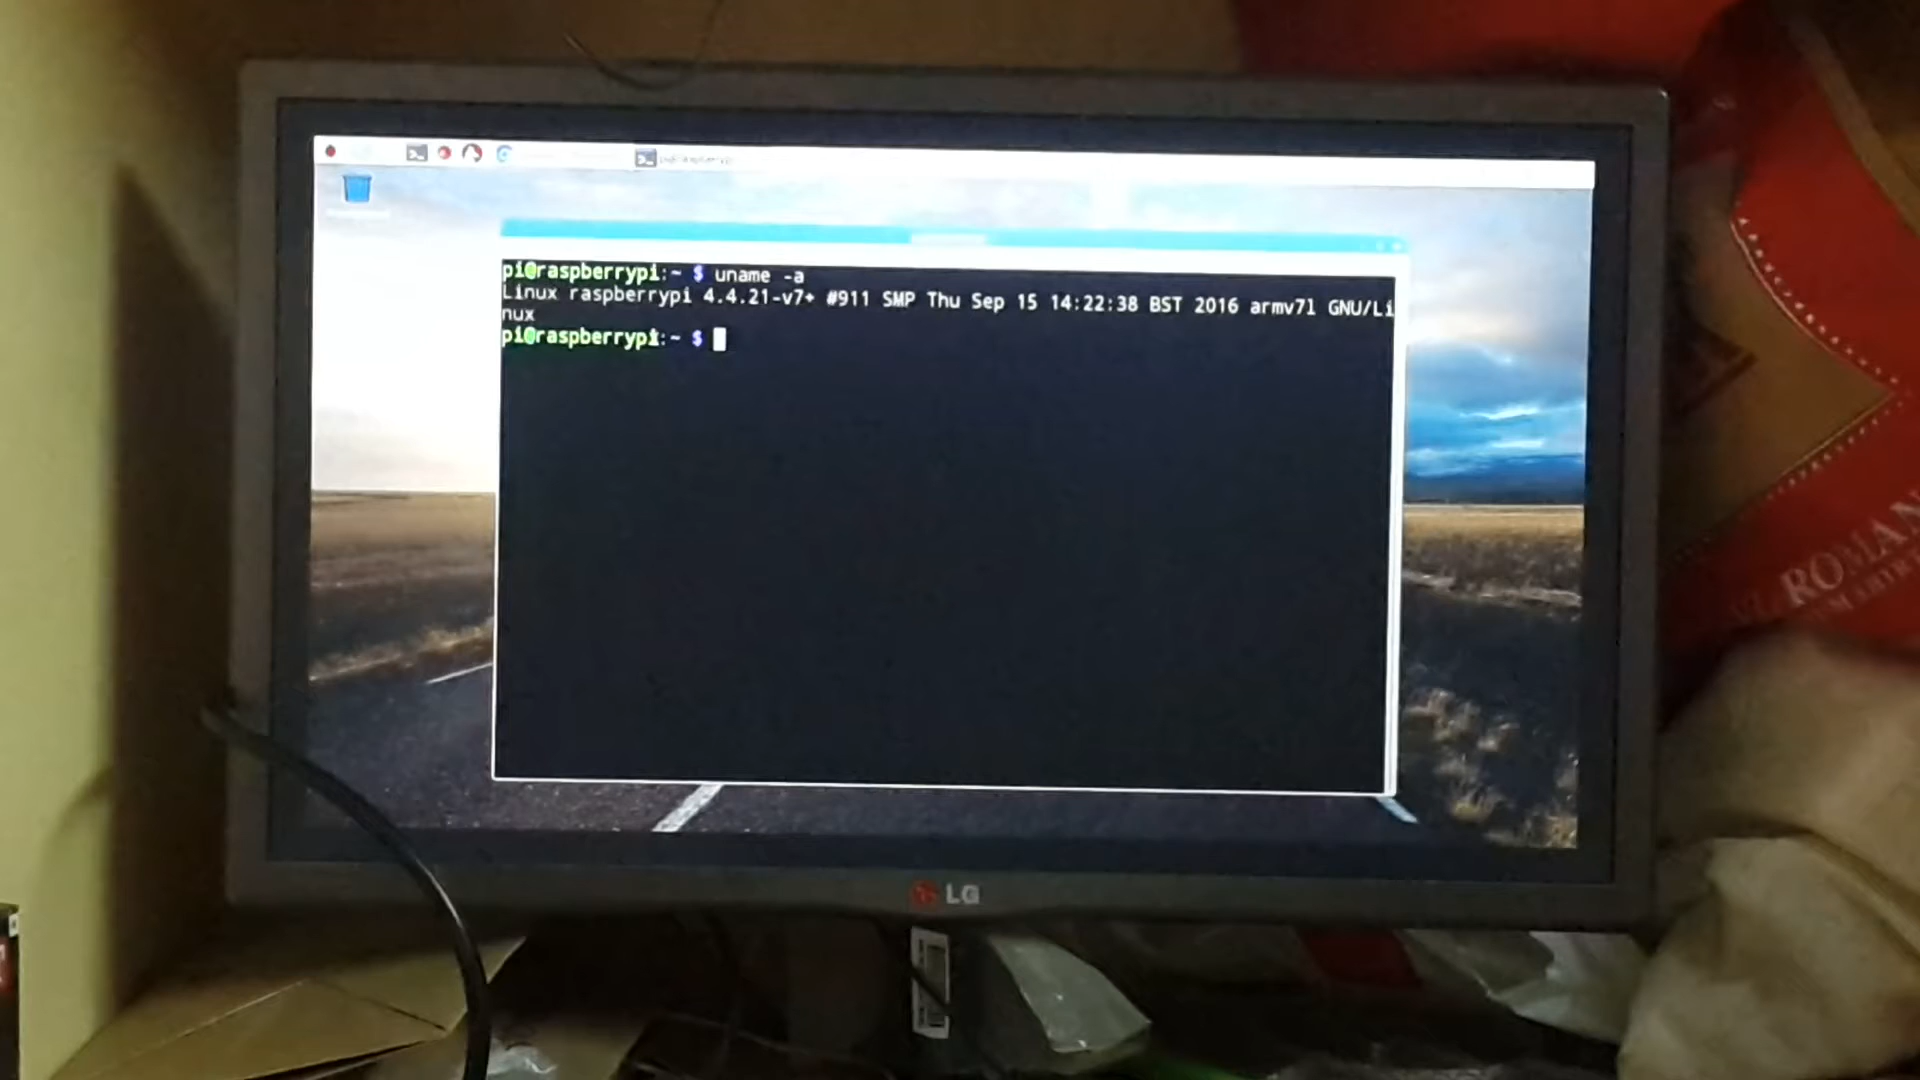 pi@raspberrypi:~ $ uname -a
Linux raspberrypi 4.4.21-v7+ #911 SMP Thu Sep 15 14:22:38 BST 2016 armv7l GNU/Li
nux
pi@raspberrypi:~ $
LG
ROMAN